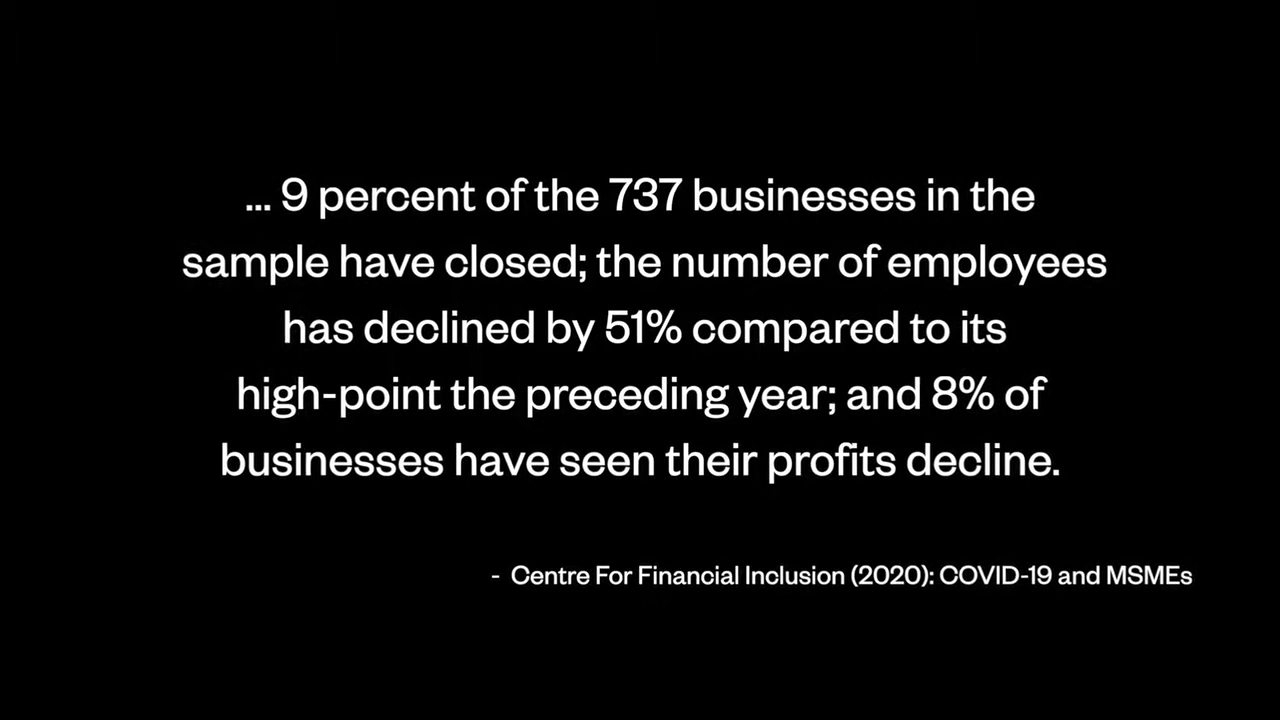 ... 9 percent of the 737 businesses in the
sample have closed; the number of employees
has declined by 51% compared to its
high-point the preceding year; and 8% of
businesses have seen their profits decline.
- Centre For Financial Inclusion (2020): COVID-19 and MSMEs